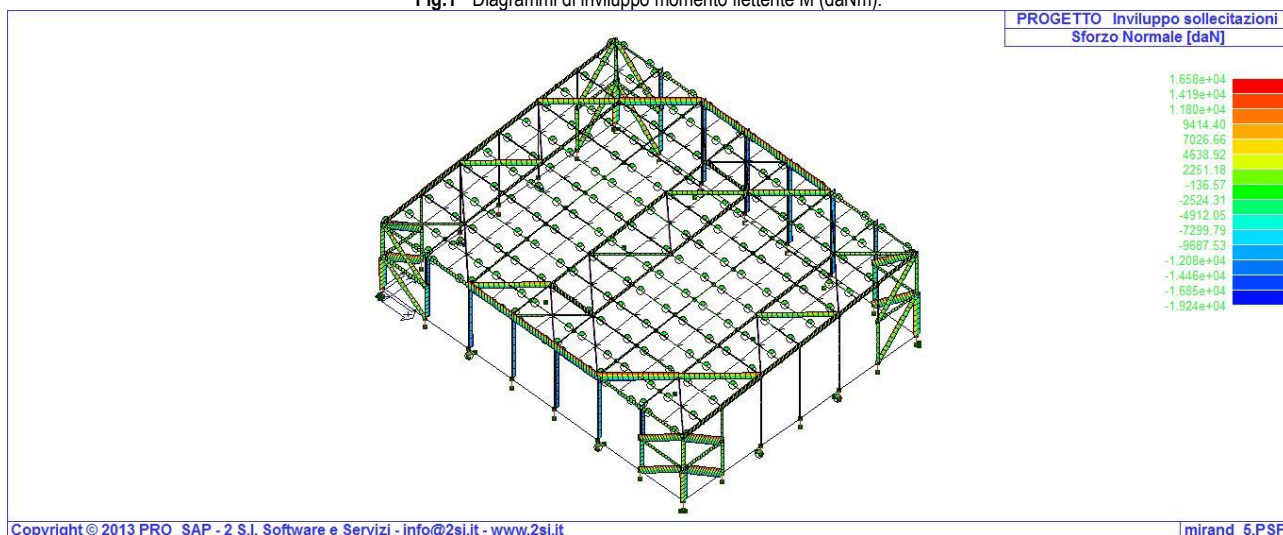 Fig.1 Diagrammi di inviluppo momento flettente M (daNm).
PROGETTO Inviluppo sollecitazioni
Sforzo Normale [daN]
1.658e+04
1.419e+04
1.180e+04
9414.40
7026.66
4638.92
2251.18
-136.57
-2524.31
-4912.05
-7299.79
-9687.53
-1.208e+04
-1.446e+04
-1.685e+04
-1.924e+04
Copyright © 2013 PRO_SAP - 2 S.I. Software e Servizi - info@2si.it - www.2si.it
mirand_5.PSP